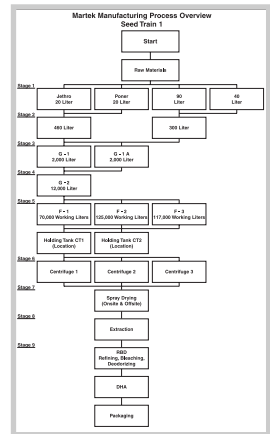 Martek Manufacturing Process Overview
Seed Train 1
Start
Raw Materials
Stage 1
Jethro
20 Liter
Poner
20 Liter
90
Liter
40
Liter
Stage 2
460 Liter
300 Liter
Stage 3
G - 1
2,000 Liter
G - 1 A
2,000 Liter
Stage 4
G - 2
12,000 Liter
Stage 5
F - 1
70,000 Working Liters
F - 2
125,000 Working Liters
F - 3
117,000 Working Liters
Holding Tank CT1
(Location)
Holding Tank CT2
(Location)
Stage 6
Centrifuge 1
Centrifuge 2
Centrifuge 3
Stage 7
Spray Drying
(Onsite & Offsite)
Stage 8
Extraction
Stage 9
RBD
Refining, Bleaching,
Deodorizing
DHA
Packaging